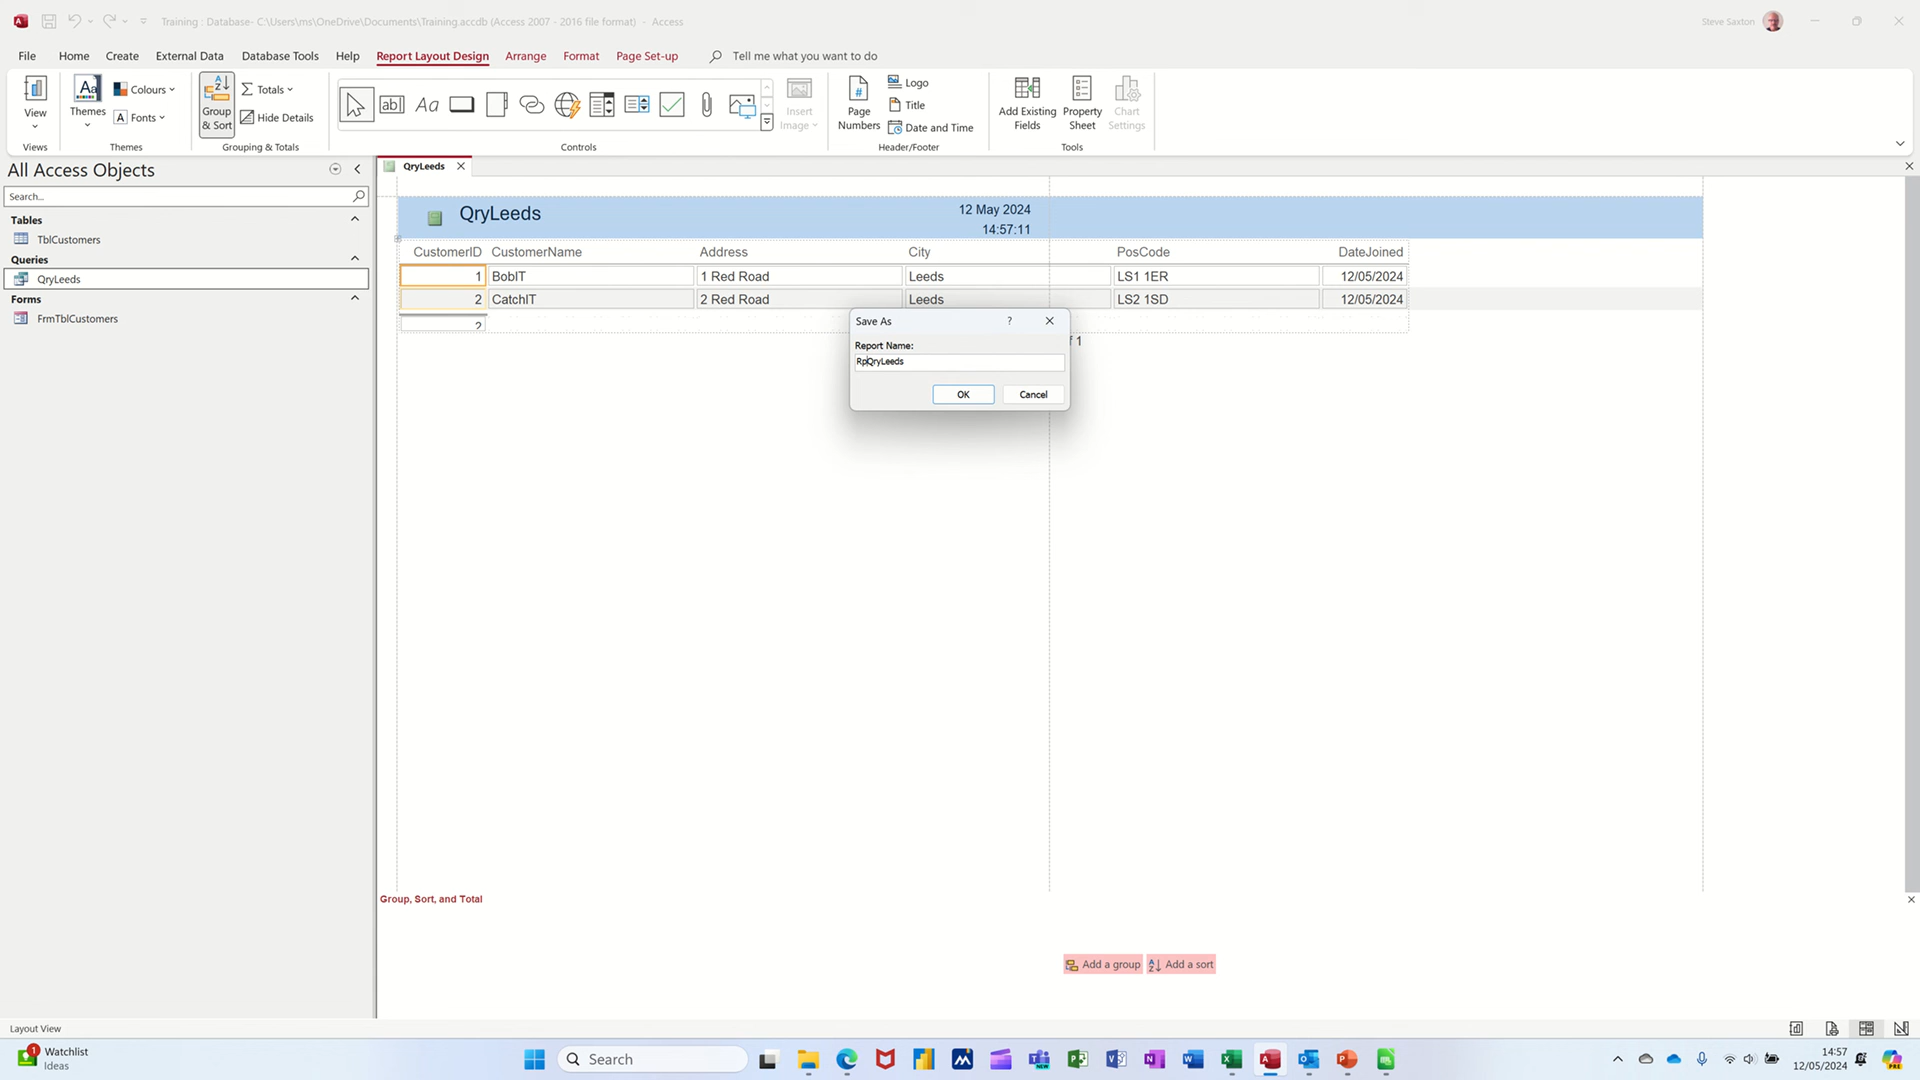 Training : Database- C:\Users\ms\OneDrive\Documents\Training.accdb (Access 2007 - 2016 file format) - Access
Steve Saxton
File Home Create External Data Database Tools Help Report Layout Design Arrange Format Page Set-up Tell me what you want to do
View
Views
Themes
Colours
Fonts
Themes
Group & Sort
Totals
Hide Details
Grouping & Totals
Controls
Insert Image
Page Numbers
Logo
Title
Date and Time
Header/Footer
Add Existing Fields
Property Sheet
Chart Settings
Tools
All Access Objects
Search...
Tables
TblCustomers
Queries
QryLeeds
Forms
FrmTblCustomers
QryLeeds
QryLeeds
12 May 2024
14:57:11
CustomerID CustomerName Address City PosCode DateJoined
1 BobIT 1 Red Road Leeds LS1 1ER 12/05/2024
2 CatchIT 2 Red Road Leeds LS2 1SD 12/05/2024
2
f 1
Save As
Report Name:
RpQryLeeds
OK Cancel
Group, Sort, and Total
Add a group Add a sort
Layout View
1
Watchlist
Ideas
Search
NEW
14:57
12/05/2024
PRE